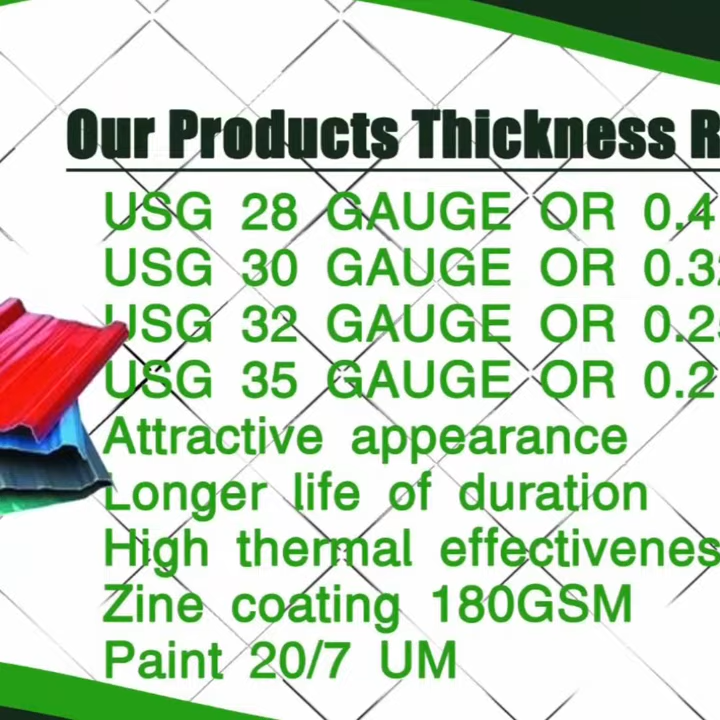 Our Products Thickness R
USG 28 GAUGE OR 0.4
USG 30 GAUGE OR 0.32
USG 32 GAUGE OR 0.25
USG 35 GAUGE OR 0.2
Attractive appearance
Longer life of duration
High thermal effectivenes
Zine coating 180GSM
Paint 20/7 UM